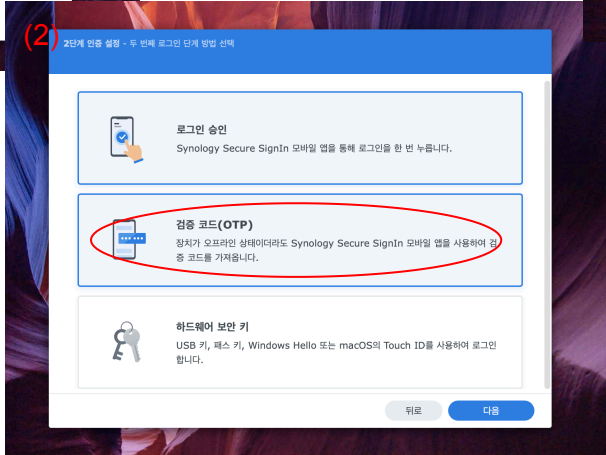 (2)
2단계 인증 설정 - 두 번째 로그인 단계 방법 선택
로그인 승인
Synology Secure SignIn 모바일 앱을 통해 로그인을 한 번 누릅니다.
검증 코드(OTP)
장치가 오프라인 상태이더라도 Synology Secure SignIn 모바일 앱을 사용하여 검
증 코드를 가져옵니다.
하드웨어 보안 키
USB 키, 패스 키, Windows Hello 또는 macOS의 Touch ID를 사용하여 로그인
합니다.
뒤로
다음